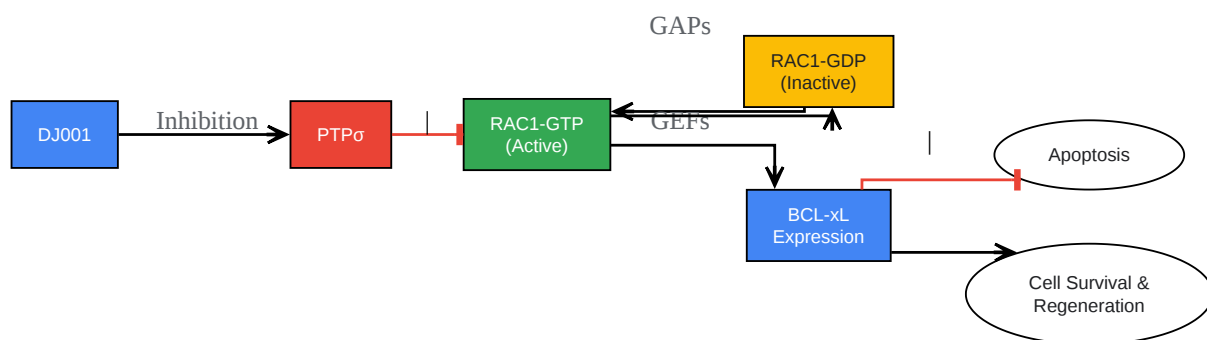 GAPs
RAC1-GDP
(Inactive)
DJ001
Inhibition
PTPσ
|
RAC1-GTP
(Active)
GEFs
|
Apoptosis
BCL-xL
Expression
Cell Survival &
Regeneration